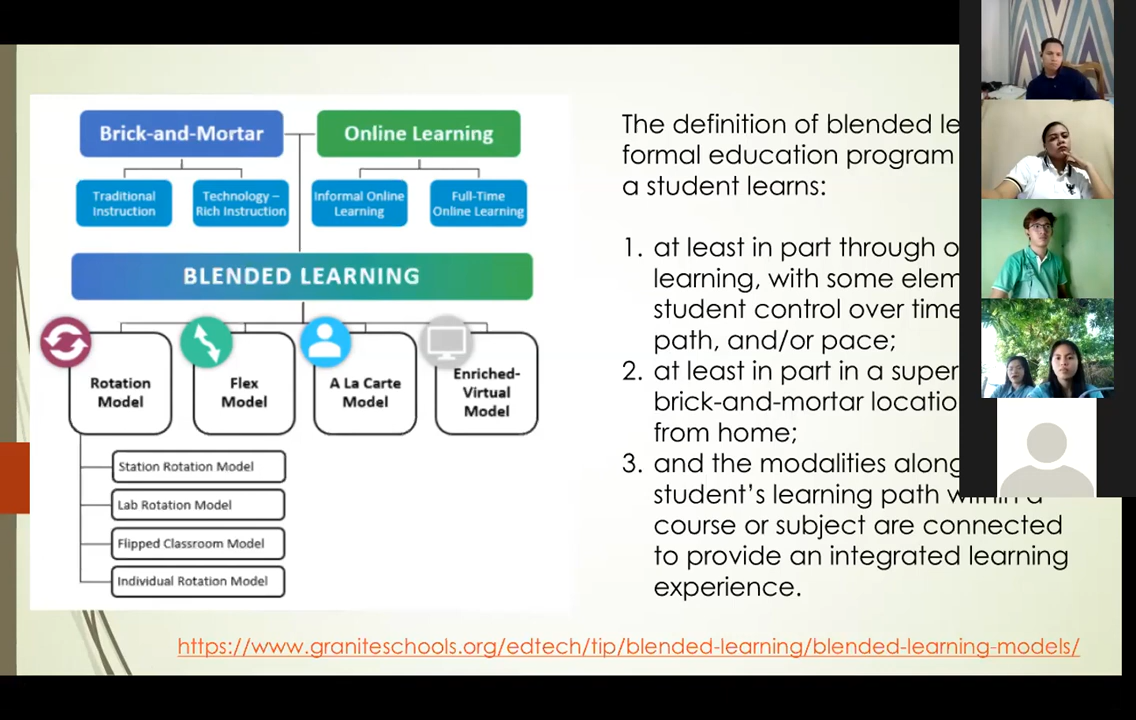 Brick-and-Mortar
Online Learning
Traditional
Instruction
Technology –
Rich Instruction
Informal Online
Learning
Full-Time
Online Learning
BLENDED LEARNING
Rotation
Model
Flex
Model
A La Carte
Model
Enriched-
Virtual
Model
Station Rotation Model
Lab Rotation Model
Flipped Classroom Model
Individual Rotation Model
The definition of blended
formal education program
a student learns:
1. at least in part through
learning, with some
student control over time
path, and/or pace;
2. at least in part in a
brick-and-mortar
from home;
3. and the modalities along
student's learning path within a
course or subject are connected
to provide an integrated learning
experience.
https://www.graniteschools.org/edtech/tip/blended-learning/blended-learning-models/